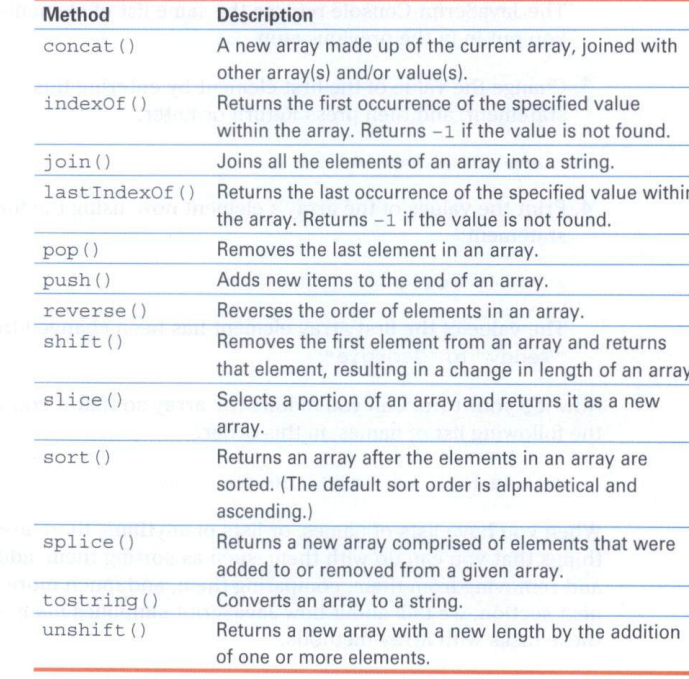 Method Description
concat() A new array made up of the current array, joined with
other array(s) and/or value(s).
indexOf() Returns the first occurrence of the specified value
within the array. Returns -1 if the value is not found.
join() Joins all the elements of an array into a string.
lastIndexOf() Returns the last occurrence of the specified value within
the array. Returns -1 if the value is not found.
pop() Removes the last element in an array.
push() Adds new items to the end of an array.
reverse() Reverses the order of elements in an array.
shift() Removes the first element from an array and returns
that element, resulting in a change in length of an array
slice() Selects a portion of an array and returns it as a new
array.
sort() Returns an array after the elements in an array are
sorted. (The default sort order is alphabetical and
ascending.)
splice() Returns a new array comprised of elements that were
added to or removed from a given array.
tostring() Converts an array to a string.
unshift() Returns a new array with a new length by the addition
of one or more elements.